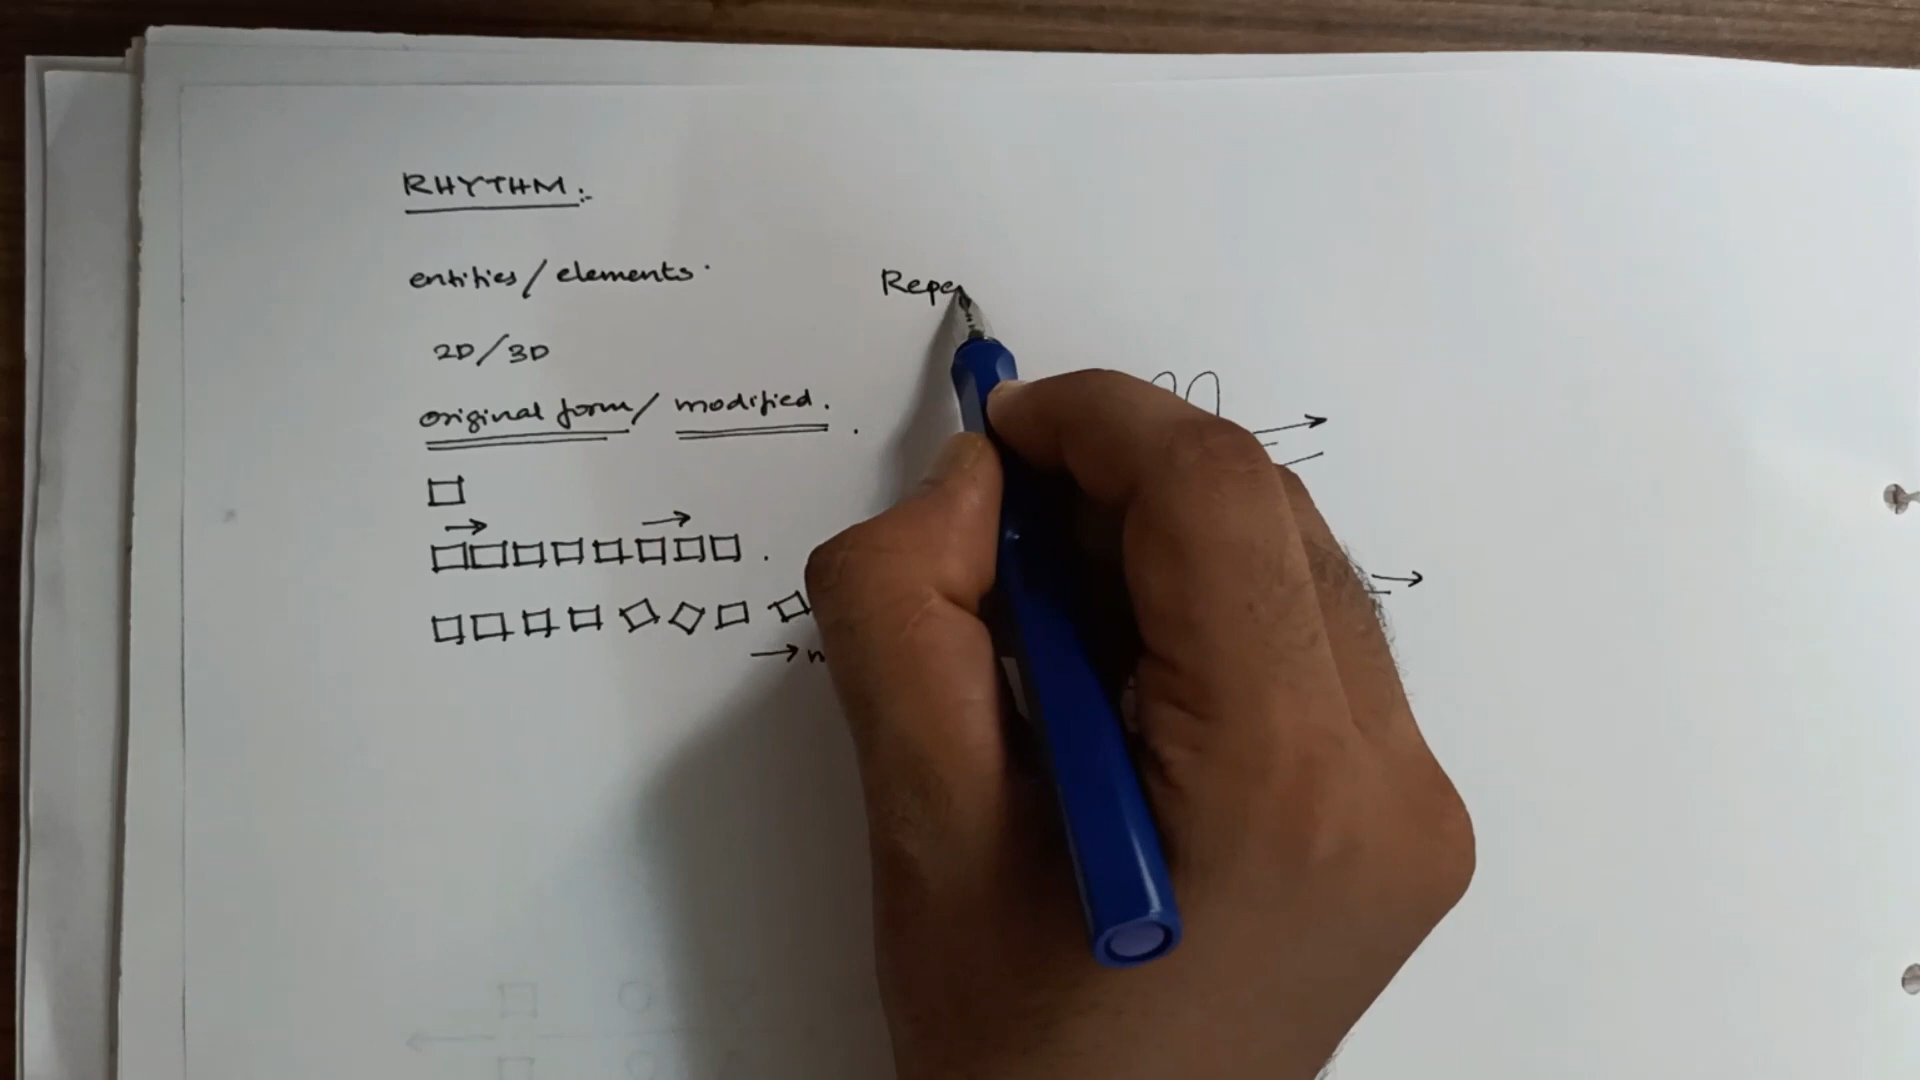 RHYTHM :-
entities / elements.
Repe
2D / 3D
original form / modified.